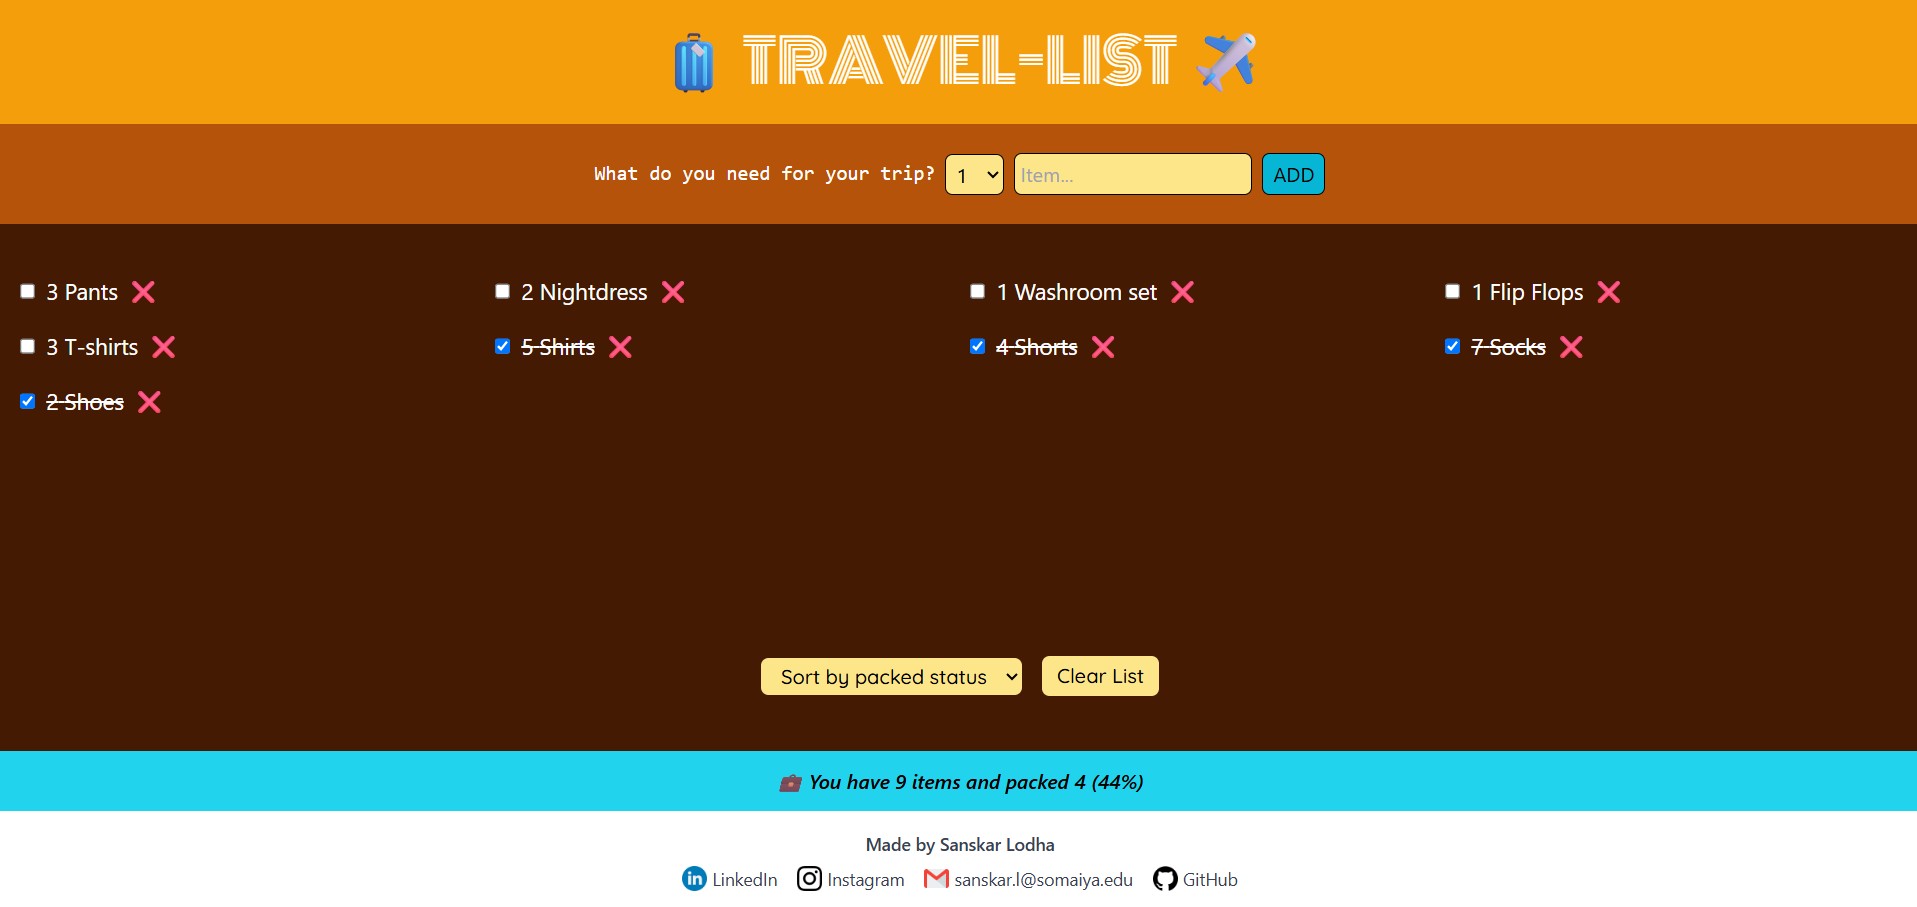 TRAVEL-LIST
What do you need for your trip? 1 Item... ADD
3 Pants 2 Nightdress 1 Washroom set 1 Flip Flops
3 T-shirts 5 Shirts 4 Shorts 7 Socks
2 Shoes
Sort by packed status Clear List
You have 9 items and packed 4 (44%)
Made by Sanskar Lodha
LinkedIn Instagram sanskar.l@somaiya.edu GitHub